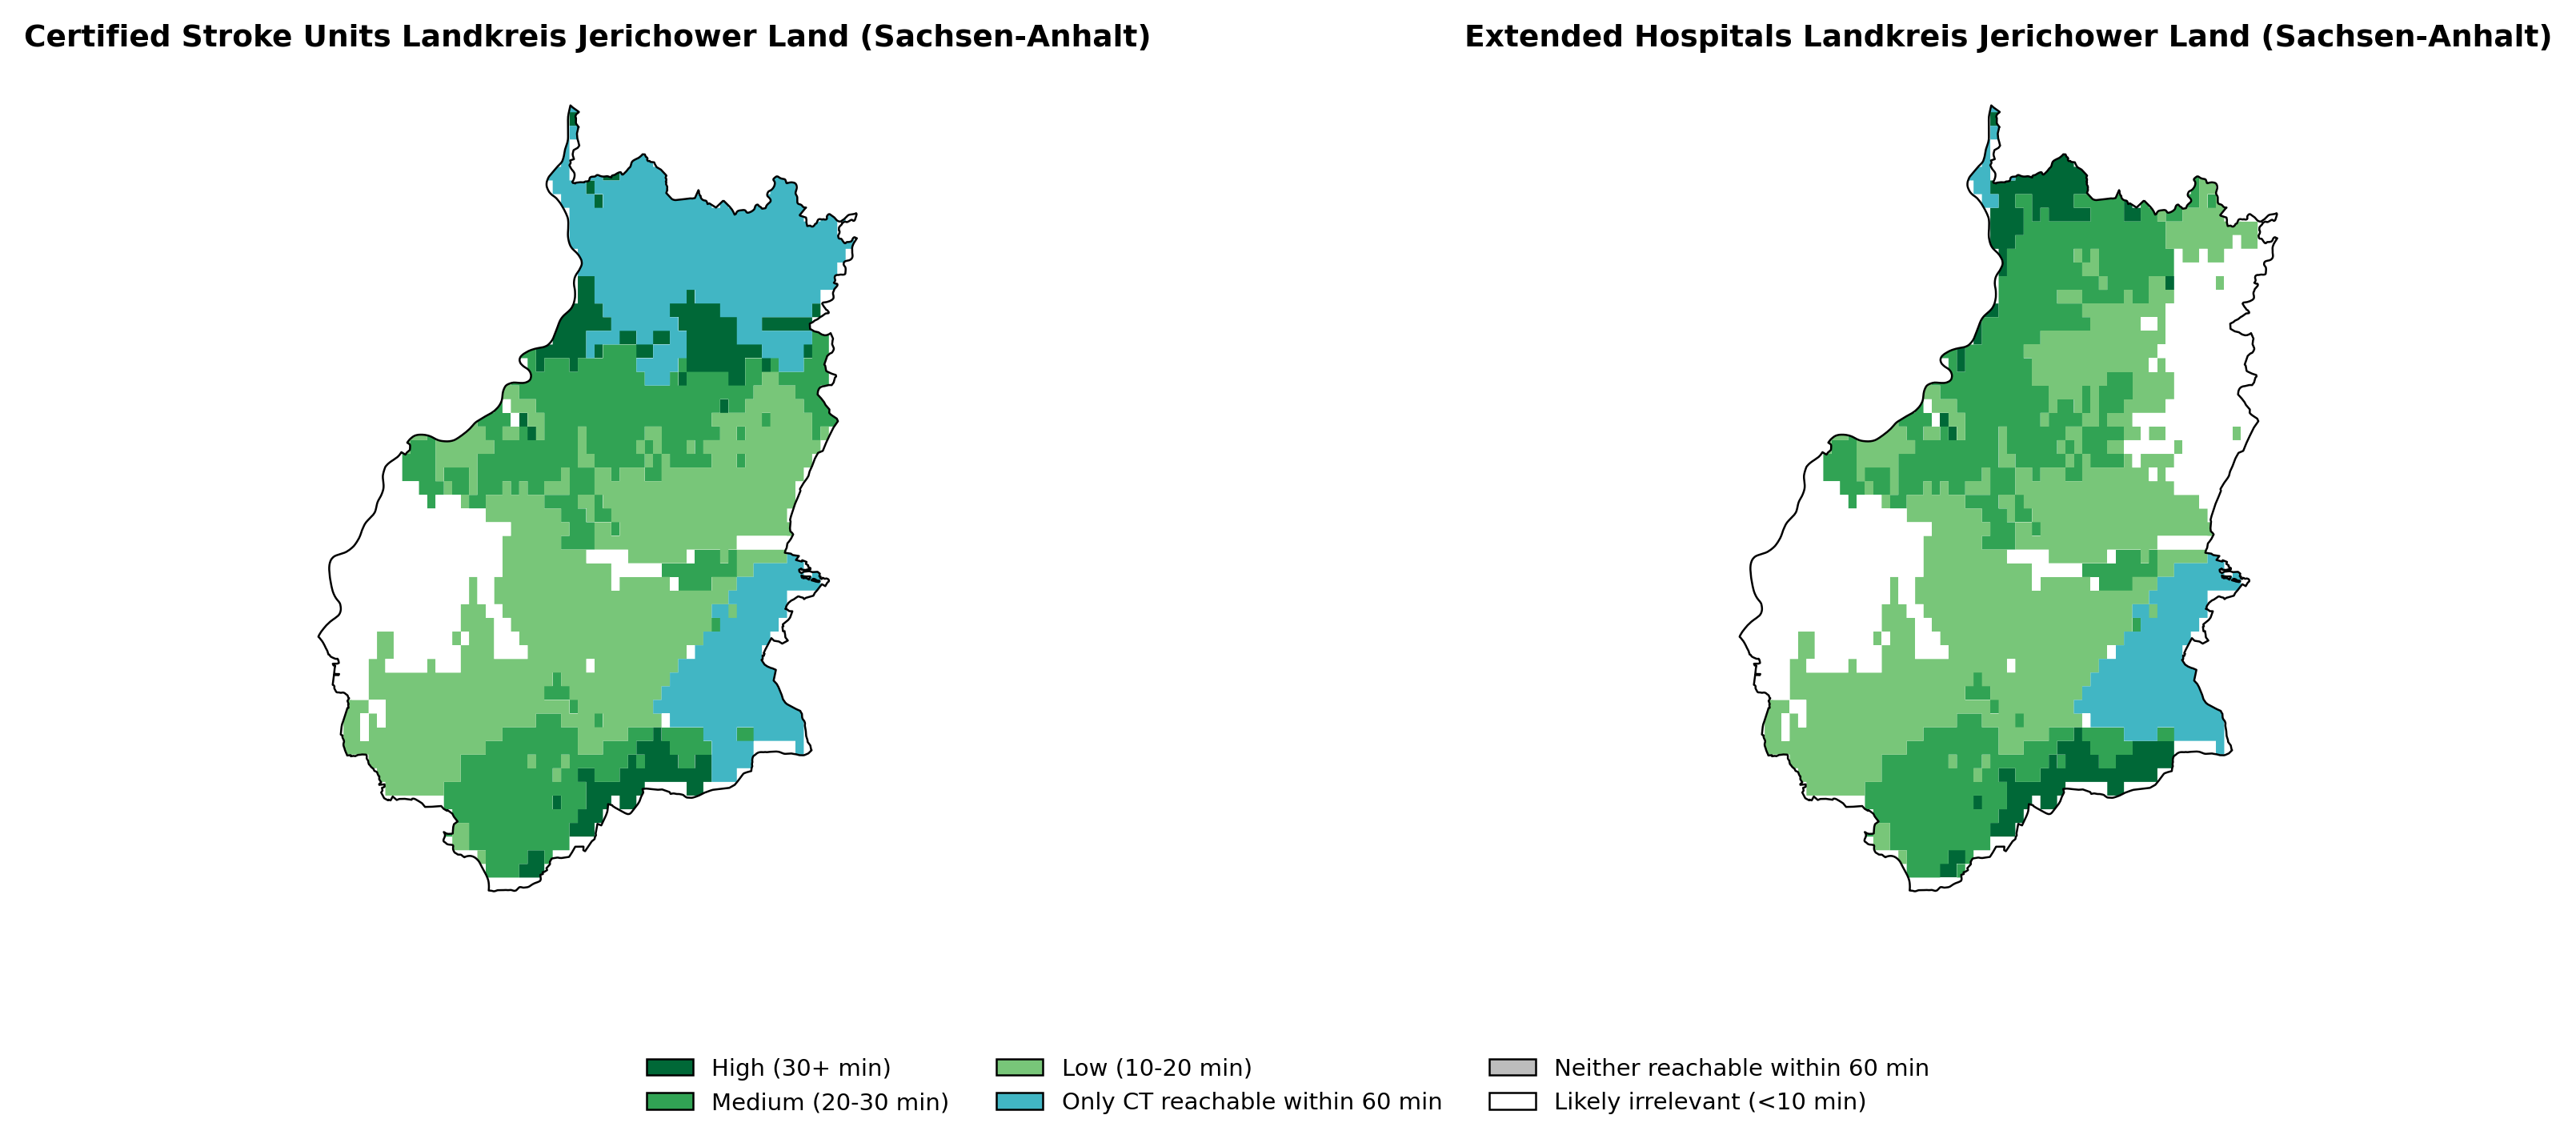 Certified Stroke Units Landkreis Jerichower Land (Sachsen-Anhalt)
Extended Hospitals Landkreis Jerichower Land (Sachsen-Anhalt)
High (30+ min)
Medium (20-30 min)
Low (10-20 min)
Only CT reachable within 60 min
Neither reachable within 60 min
Likely irrelevant (<10 min)